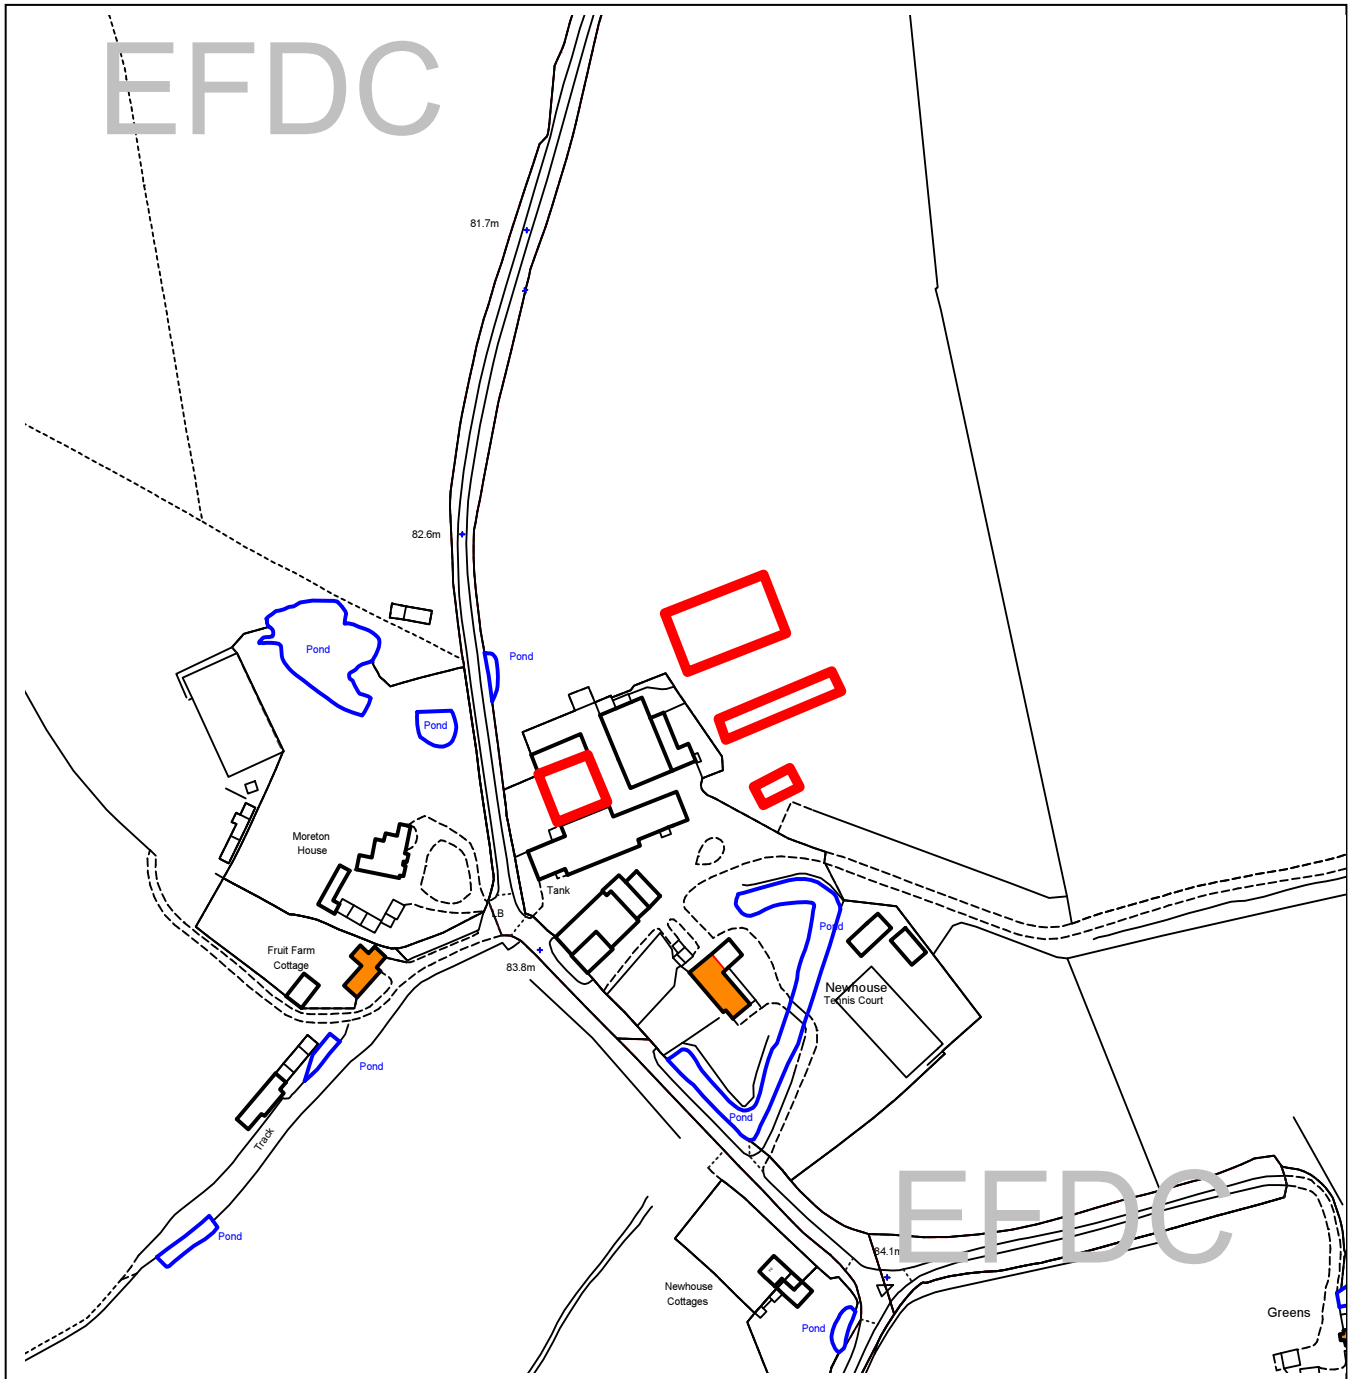 EFDC
81.7m
82.6m
Pond
Pond
Pond
Moreton
House
Tank
LB
Pond
Fruit Farm
Cottage
83.8m
Newhouse
Tennis Court
Pond
Pond
Track
EFDC
Pond
84.1m
Newhouse
Cottages
Pond
Greens